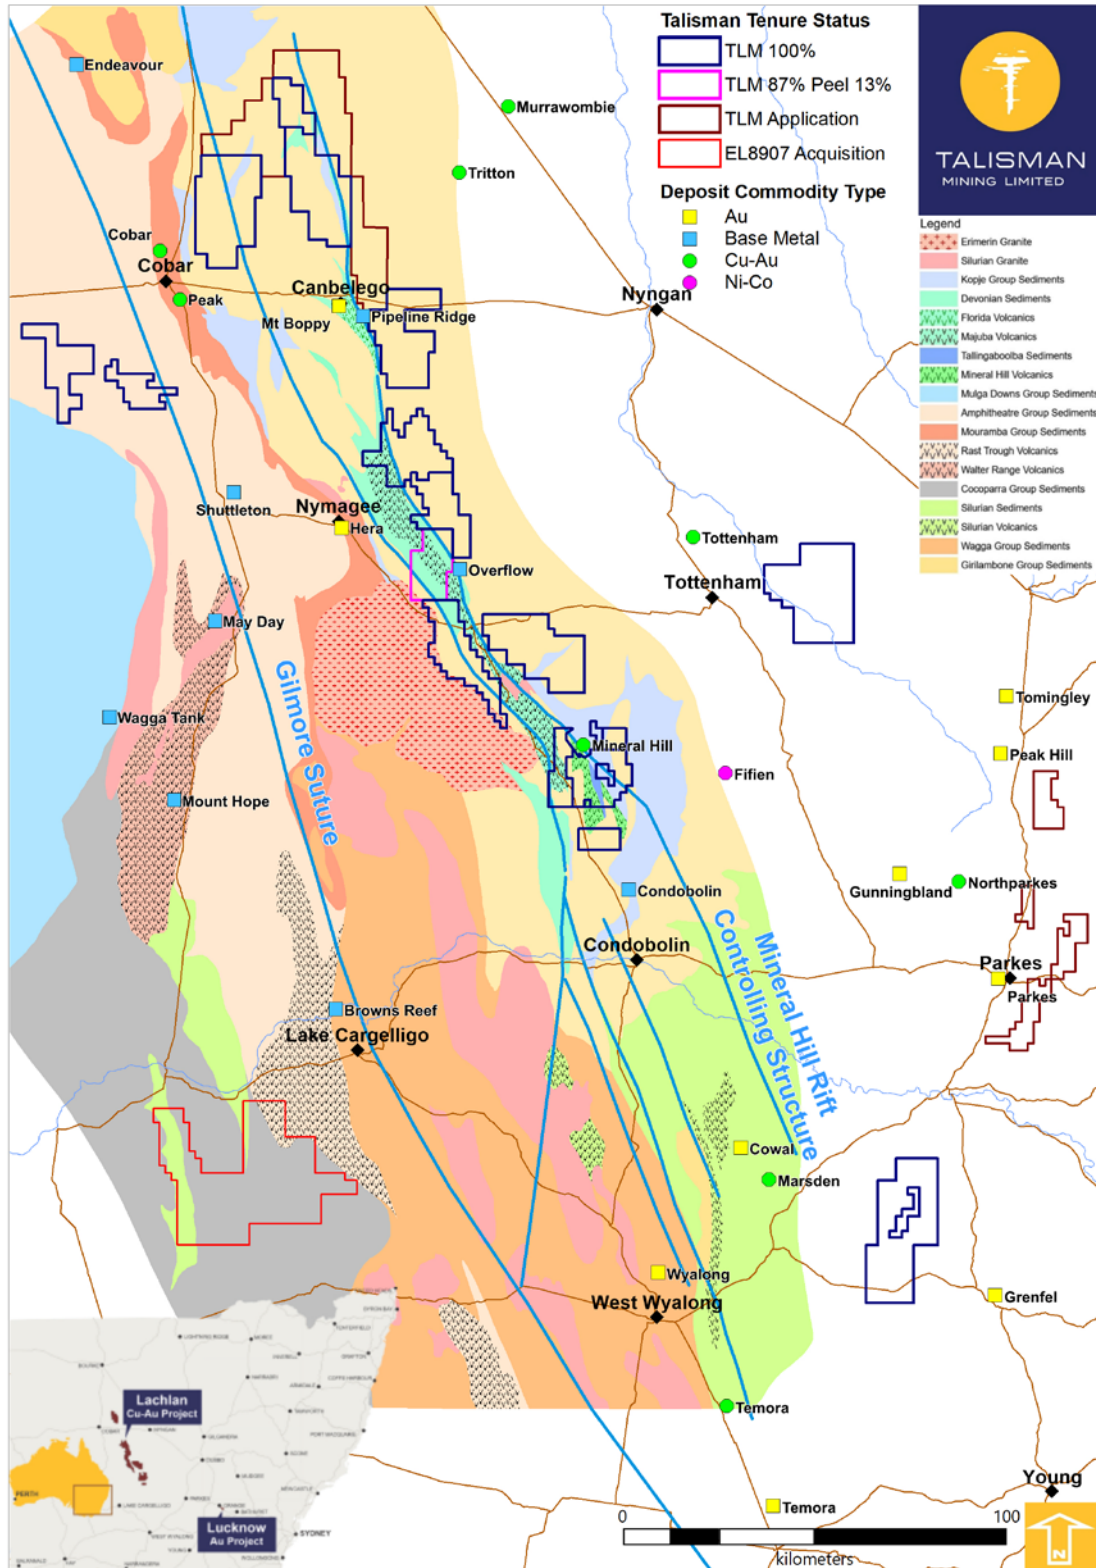 Talisman Tenure Status
TLM 100%
TLM 87% Peel 13%
TLM Application
EL8907 Acquisition
Deposit Commodity Type
Au
Base Metal
Cu-Au
Ni-Co
TALISMAN
MINING LIMITED
Legend
Erimerin Granite
Silurian Granite
Kopje Group Sediments
Devonian Sediments
Florida Volcanics
Majuba Volcanics
Tallingaboolba Sediments
Mineral Hill Volcanics
Mulga Downs Group Sediments
Amphitheatre Group Sediments
Mouramba Group Sediments
Rast Trough Volcanics
Walter Range Volcanics
Cocoparra Group Sediments
Silurian Sediments
Silurian Volcanics
Wagga Group Sediments
Girilambone Group Sediments
Endeavour
Murrawombie
Tritton
Cobar
Cobar
Peak
Canbelego
Mt Boppy
Pipeline Ridge
Nyngan
Shuttleton
Nymagee
Hera
Overflow
Tottenham
Tottenham
May Day
Wagga Tank
Mount Hope
Gilmore Suture
Mineral Hill
Fifien
Tomingley
Peak Hill
Gunningbland
Northparkes
Condobolin
Condobolin
Parkes
Parkes
Mineral Hill Rift
Controlling Structure
Browns Reef
Lake Cargelligo
Cowal
Marsden
Wyalong
West Wyalong
Grenfel
Temora
Temora
Young
Lachlan
Cu-Au Project
Lucknow
Au Project
PERTH
SYDNEY
0
100
kilometers